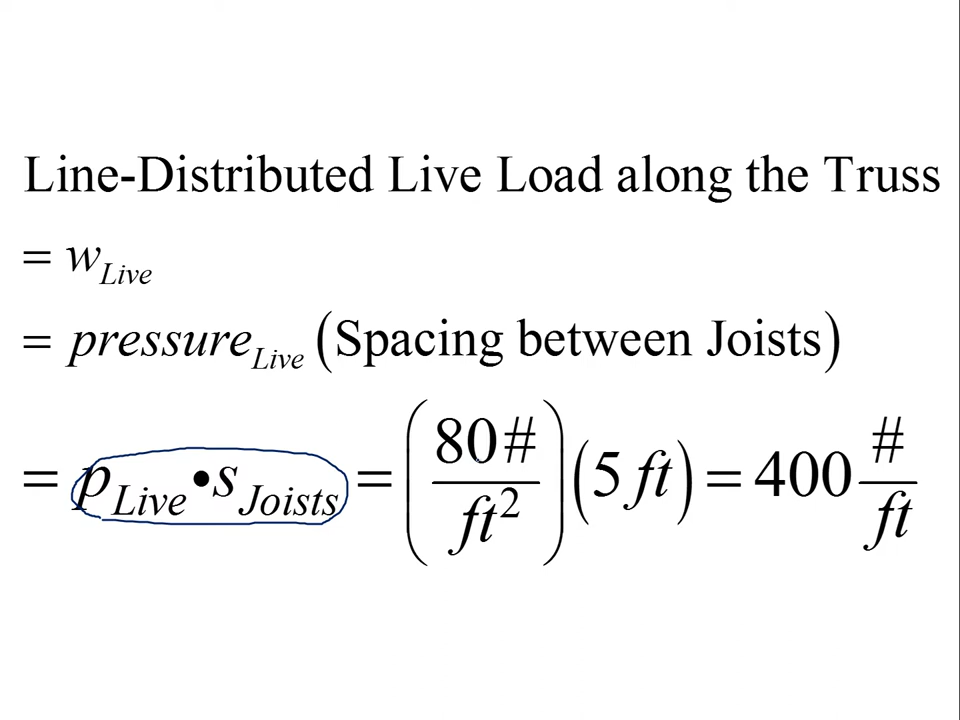 Line-Distributed Live Load along the Truss
= w_Live
= pressure_Live (Spacing between Joists)
= p_Live • s_Joists = (80 # / ft²) (5 ft) = 400 # / ft